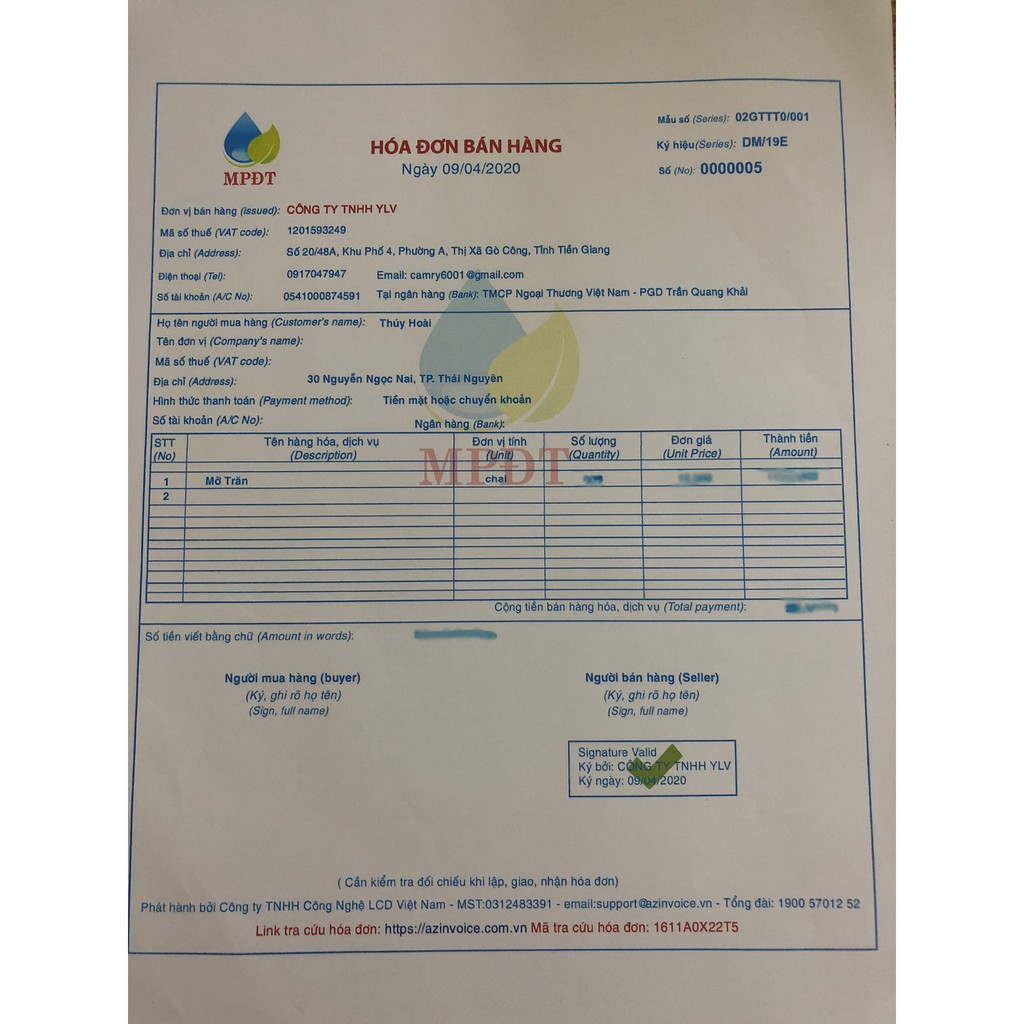 MPĐT
HÓA ĐƠN BÁN HÀNG
Ngày 09/04/2020
Mẫu số (Series): 02GTTT0/001
Ký hiệu(Series): DM/19E
Số (No): 0000005
Đơn vị bán hàng (issued): CÔNG TY TNHH YLV
Mã số thuế (VAT code): 1201593249
Địa chỉ (Address): Số 20/48A, Khu Phố 4, Phường A, Thị Xã Gò Công, Tỉnh Tiền Giang
Điện thoại (Tel): 0917047947 Email: camry6001@gmail.com
Số tài khoản (A/C No): 0541000874591 Tại ngân hàng (Bank): TMCP Ngoại Thương Việt Nam - PGD Trần Quang Khải
Họ tên người mua hàng (Customer's name): Thúy Hoài
Tên đơn vị (Company's name):
Mã số thuế (VAT code):
Địa chỉ (Address): 30 Nguyễn Ngọc Nai, TP. Thái Nguyên
Hình thức thanh toán (Payment method): Tiền mặt hoặc chuyển khoản
Số tài khoản (A/C No): Ngân hàng (Bank):
STT Tên hàng hóa, dịch vụ Đơn vị tính Số lượng Đơn giá Thành tiền
(No) (Description) (Unit) (Quantity) (Unit Price) (Amount)
MPĐT
1 Mỡ Trăn chai
2
Cộng tiền bán hàng hóa, dịch vụ (Total payment):
Số tiền viết bằng chữ (Amount in words):
Người mua hàng (buyer) Người bán hàng (Seller)
(Ký, ghi rõ họ tên) (Ký, ghi rõ họ tên)
(Sign, full name) (Sign, full name)
Signature Valid
Ký bởi: CÔNG TY TNHH YLV
Ký ngày: 09/04/2020
( Cần kiểm tra đối chiếu khi lập, giao, nhận hóa đơn)
Phát hành bởi Công ty TNHH Công Nghệ LCD Việt Nam - MST:0312483391 - email:support@azinvoice.vn - Tổng đài: 1900 57012 52
Link tra cứu hóa đơn: https://azinvoice.com.vn Mã tra cứu hóa đơn: 1611A0X22T5